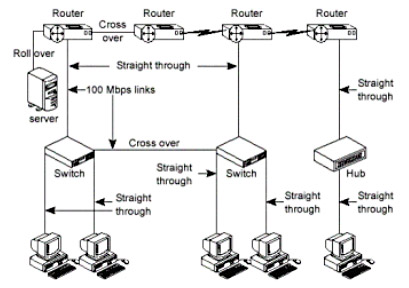 Router
Router
Router
Router
Cross
over
Roll over
Straight through
server
100 Mbps links
Straight
through
Cross over
Switch
Straight
through
Switch
Hub
Straight
through
Straight
through
Straight
through